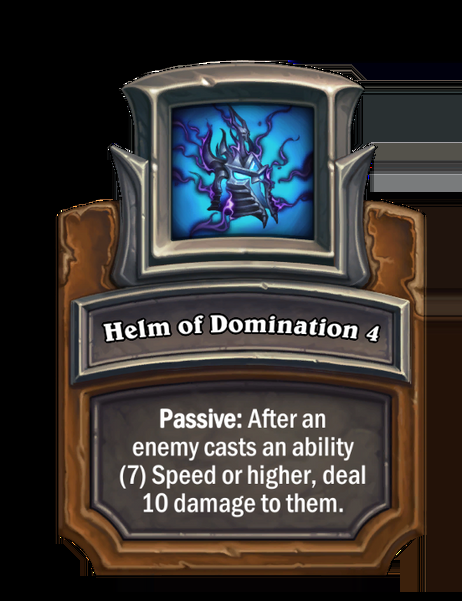 Helm of Domination 4
Passive: After an
enemy casts an ability
(7) Speed or higher, deal
10 damage to them.